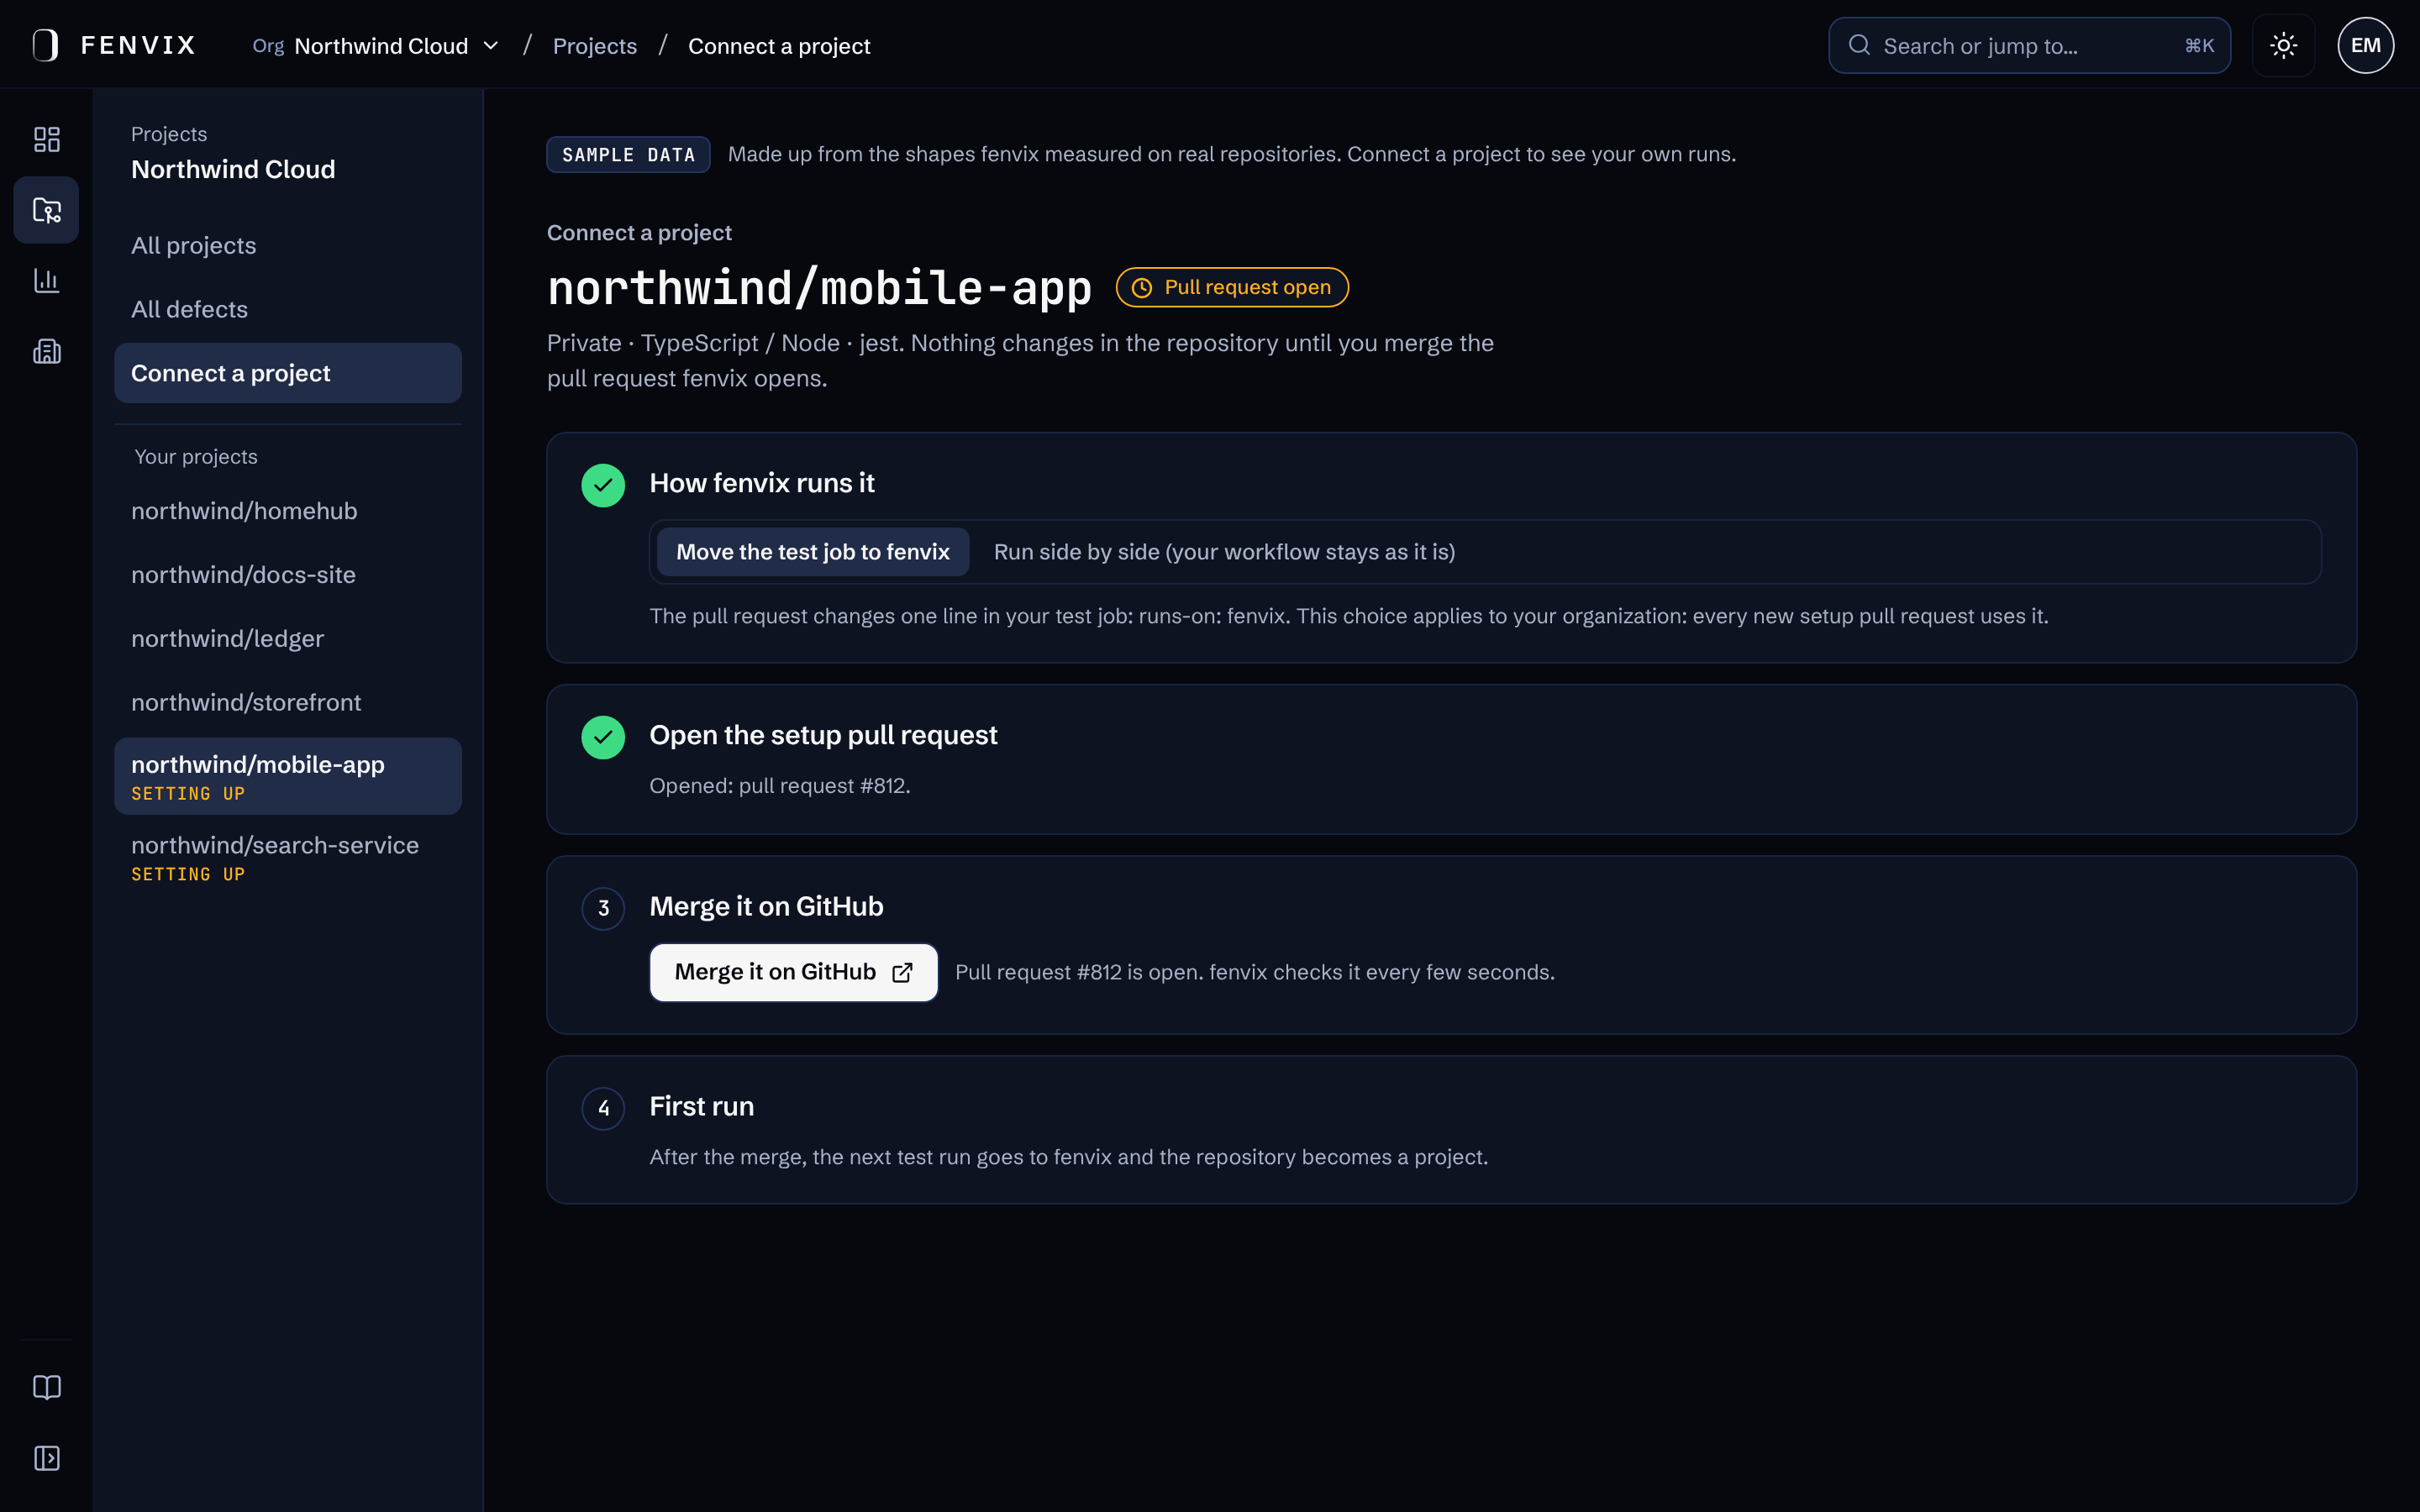 FENVIX
Org Northwind Cloud / Projects / Connect a project
Search or jump to... ⌘K
EM
Projects
Northwind Cloud
All projects
All defects
Connect a project
Your projects
northwind/homehub
northwind/docs-site
northwind/ledger
northwind/storefront
northwind/mobile-app
SETTING UP
northwind/search-service
SETTING UP
SAMPLE DATA Made up from the shapes fenvix measured on real repositories. Connect a project to see your own runs.
Connect a project
northwind/mobile-app Pull request open
Private · TypeScript / Node · jest. Nothing changes in the repository until you merge the
pull request fenvix opens.
How fenvix runs it
Move the test job to fenvix Run side by side (your workflow stays as it is)
The pull request changes one line in your test job: runs-on: fenvix. This choice applies to your organization: every new setup pull request uses it.
Open the setup pull request
Opened: pull request #812.
3 Merge it on GitHub
Merge it on GitHub Pull request #812 is open. fenvix checks it every few seconds.
4 First run
After the merge, the next test run goes to fenvix and the repository becomes a project.